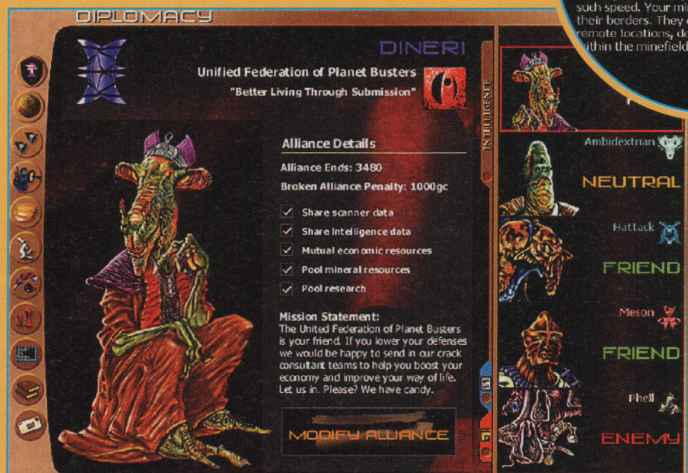 DIPLOMACY
such speed. Your
their borders. They
remote locations,
within the minefield
DINERI
Unified Federation of Planet Busters
"Better Living Through Submission"
INTELLIGENCE
Alliance Details
Alliance Ends: 3480
Broken Alliance Penalty: 1000gc
Share scanner data
Share intelligence data
Mutual economic resources
Pool mineral resources
Pool research
Mission Statement:
The United Federation of Planet Busters
is your friend. If you lower your defenses
we would be happy to send in our crack
consultant teams to help you boost your
economy and improve your way of life.
Let us in. Please? We have candy.
MODIFY ALLIANCE
Ambidextrian
NEUTRAL
Hattack
FRIEND
Meson
FRIEND
Phell
ENEMY